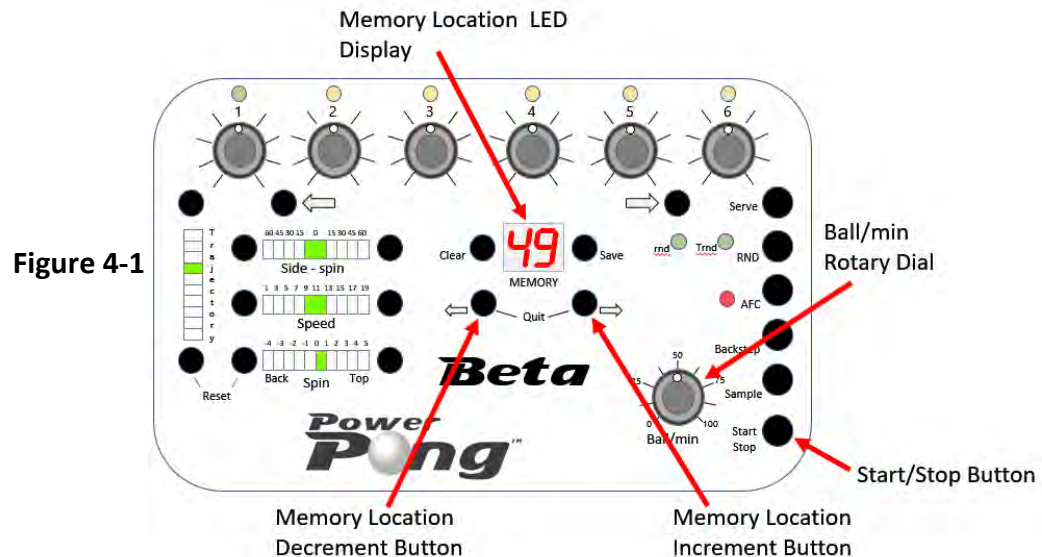 Memory Location LED
Display
1 2 3 4 5 6
Serve
60 45 30 15 0 15 30 45 60
Side - spin
Clear
49
Save
MEMORY
rnd
Trnd
RND
Ball/min
Rotary Dial
Figure 4-1
Trajectory
1 3 5 7 9 11 13 15 17 19
Speed
Quit
AFC
Backstep
-4 -3 -2 -1 0 1 2 3 4 5
Back Spin Top
Reset
Beta
50
25 75
0 100
Ball/min
Sample
Start
Stop
Power
Pong™
Start/Stop Button
Memory Location
Decrement Button
Memory Location
Increment Button